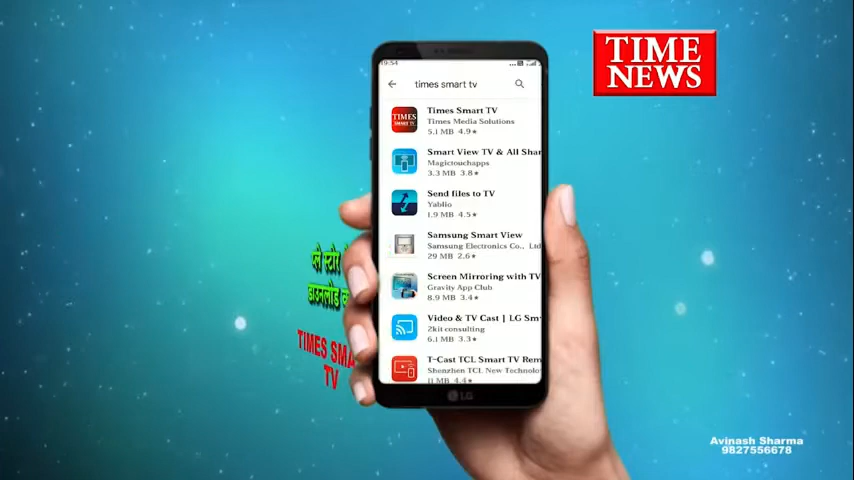 TIME
NEWS
19:54
times smart tv
Times Smart TV
Times Media Solutions
5.1 MB 4.9★
Smart View TV & All Shar
Magictouchapps
3.3 MB 3.8★
Send files to TV
Yablio
1.9 MB 4.5★
Samsung Smart View
Samsung Electronics Co., Ltd
29 MB 2.6★
Screen Mirroring with TV
Gravity App Club
8.9 MB 3.4★
Video & TV Cast | LG Sm
2kit consulting
6.1 MB 3.3★
T-Cast TCL Smart TV Rem
Shenzhen TCL New Technolo
11 MB 4.4★
LG
प्ले स्टोर
डाउनलोड
TIMES SMA
TV
Avinash Sharma
9827556678